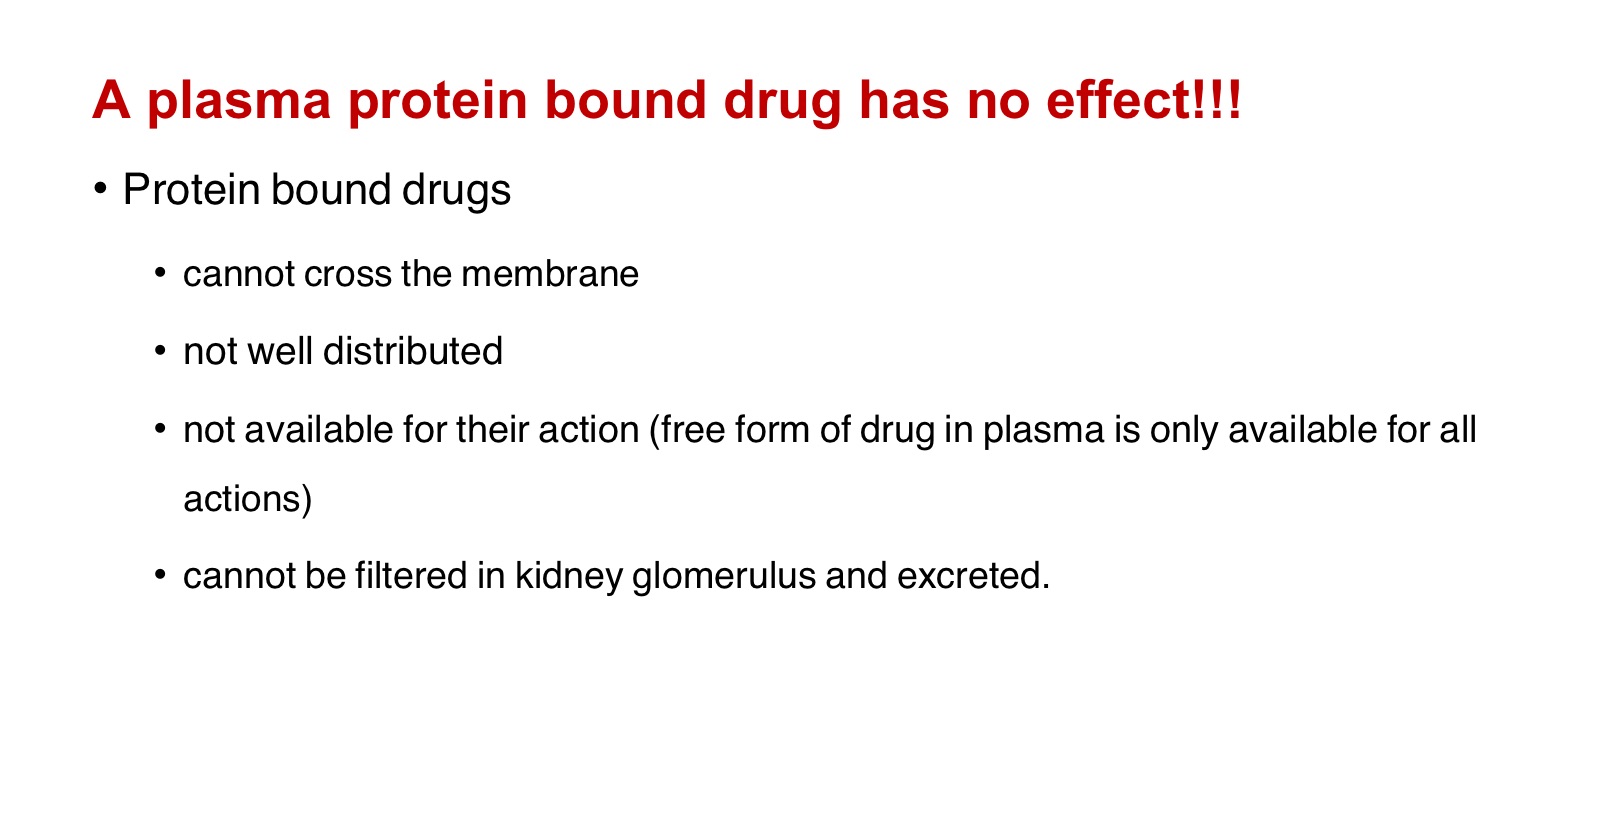 A plasma protein bound drug has no effect!!!
• Protein bound drugs
• cannot cross the membrane
• not well distributed
• not available for their action (free form of drug in plasma is only available for all
actions)
• cannot be filtered in kidney glomerulus and excreted.